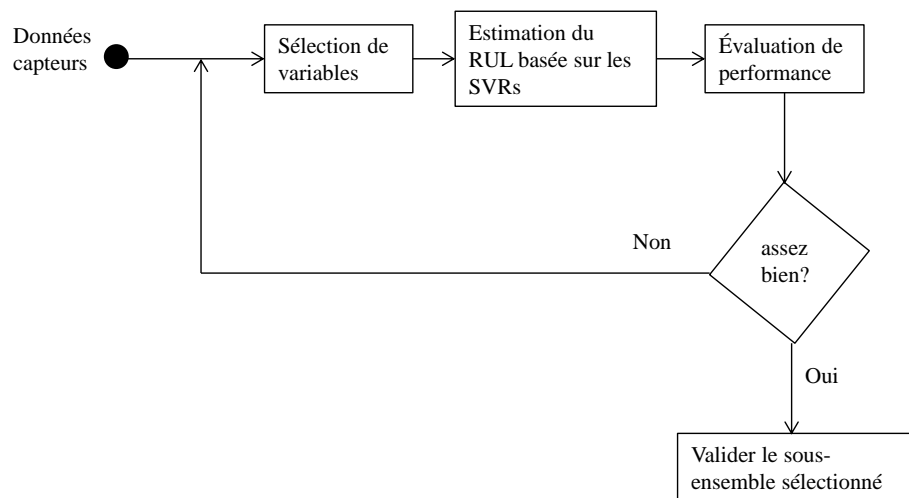 Données
capteurs
Sélection de
variables
Estimation du
RUL basée sur les
SVRs
Évaluation de
performance
Non
assez
bien?
Oui
Valider le sous-
ensemble sélectionné